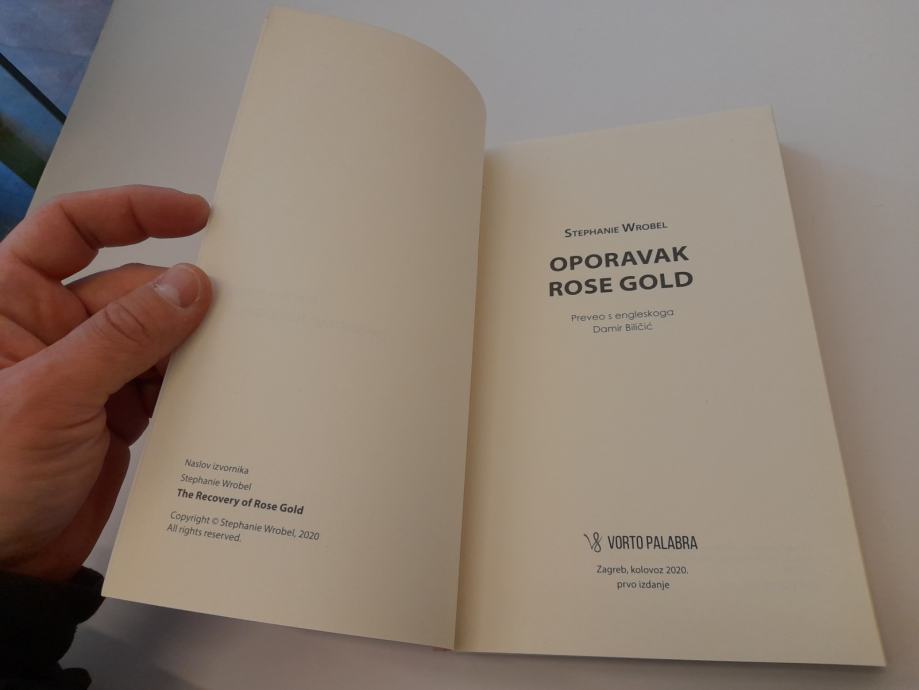 Naslov izvornika
Stephanie Wrobel
The Recovery of Rose Gold
Copyright © Stephanie Wrobel, 2020
All rights reserved.
STEPHANIE WROBEL
OPORAVAK
ROSE GOLD
Preveo s engleskoga
Damir Biličić
VORTO PALABRA
Zagreb, kolovoz 2020.
prvo izdanje